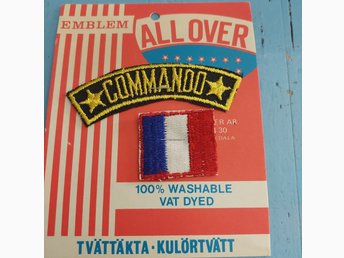 EMBLEM
ALL OVER
COMMANDO
100% WASHABLE
VAT DYED
TVÄTTÄKTA · KULÖRTVÄTT